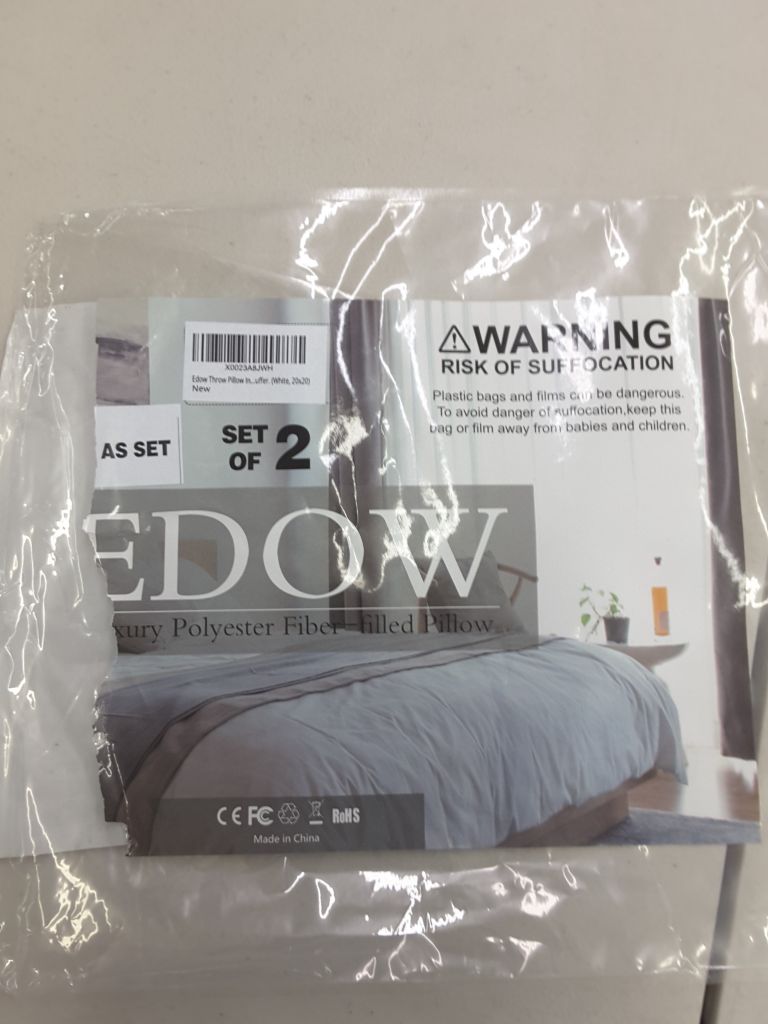 X0023A8JWH
Edow Throw Pillow In...uffer. (White, 20x20)
New
AS SET
SET
OF 2
EDOW
xury Polyester Fiber-filled Pillow
WARNING
RISK OF SUFFOCATION
Plastic bags and films can be dangerous.
To avoid danger of suffocation,keep this
bag or film away from babies and children.
CE FC RoHS
Made in China